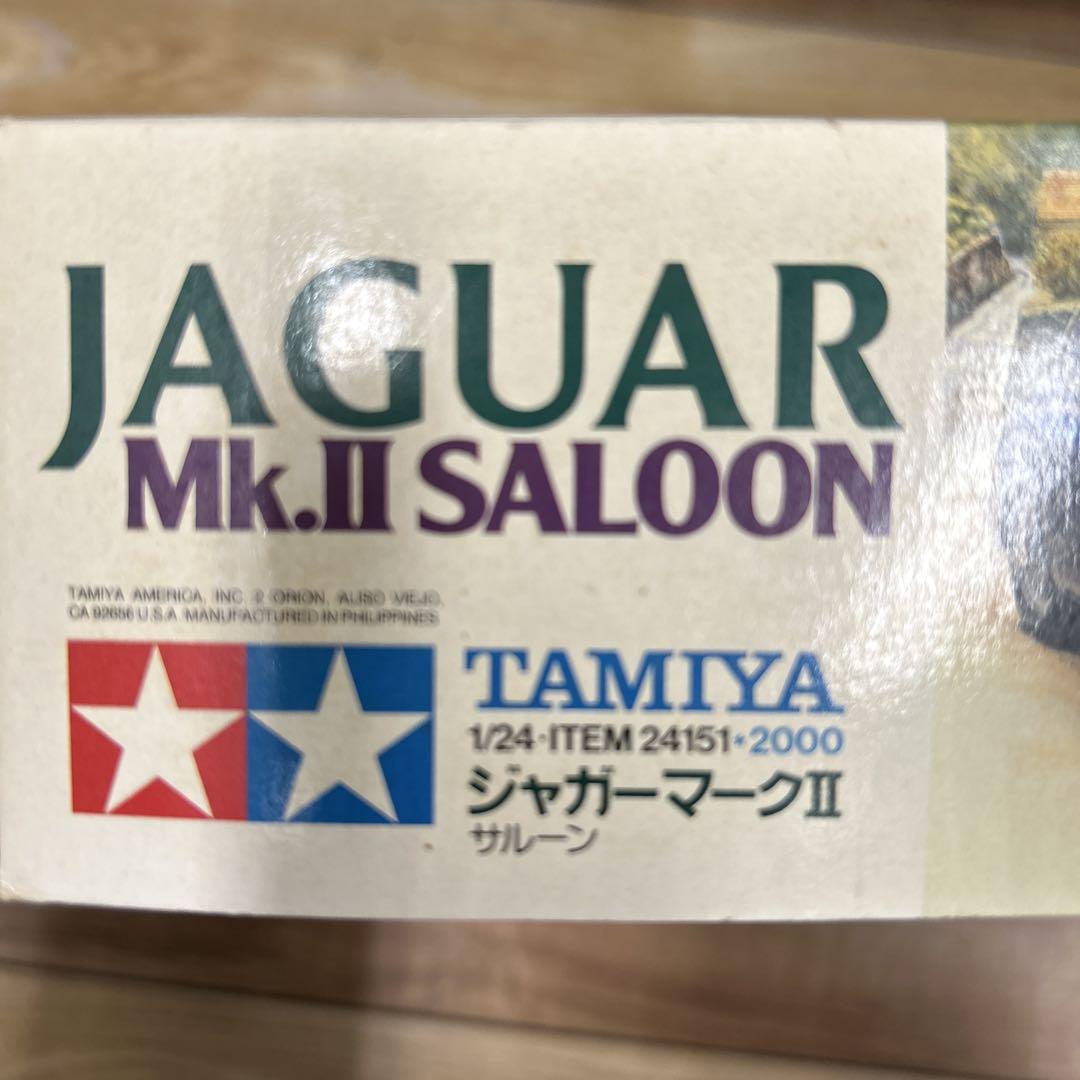 JAGUAR
Mk.II SALOON
TAMIYA AMERICA, INC. 2 ORION, ALISO VIEJO,
CA 92656 U.S.A. MANUFACTURED IN PHILIPPINES
TAMIYA
1/24・ITEM 24151★2000
ジャガーマークII
サルーン